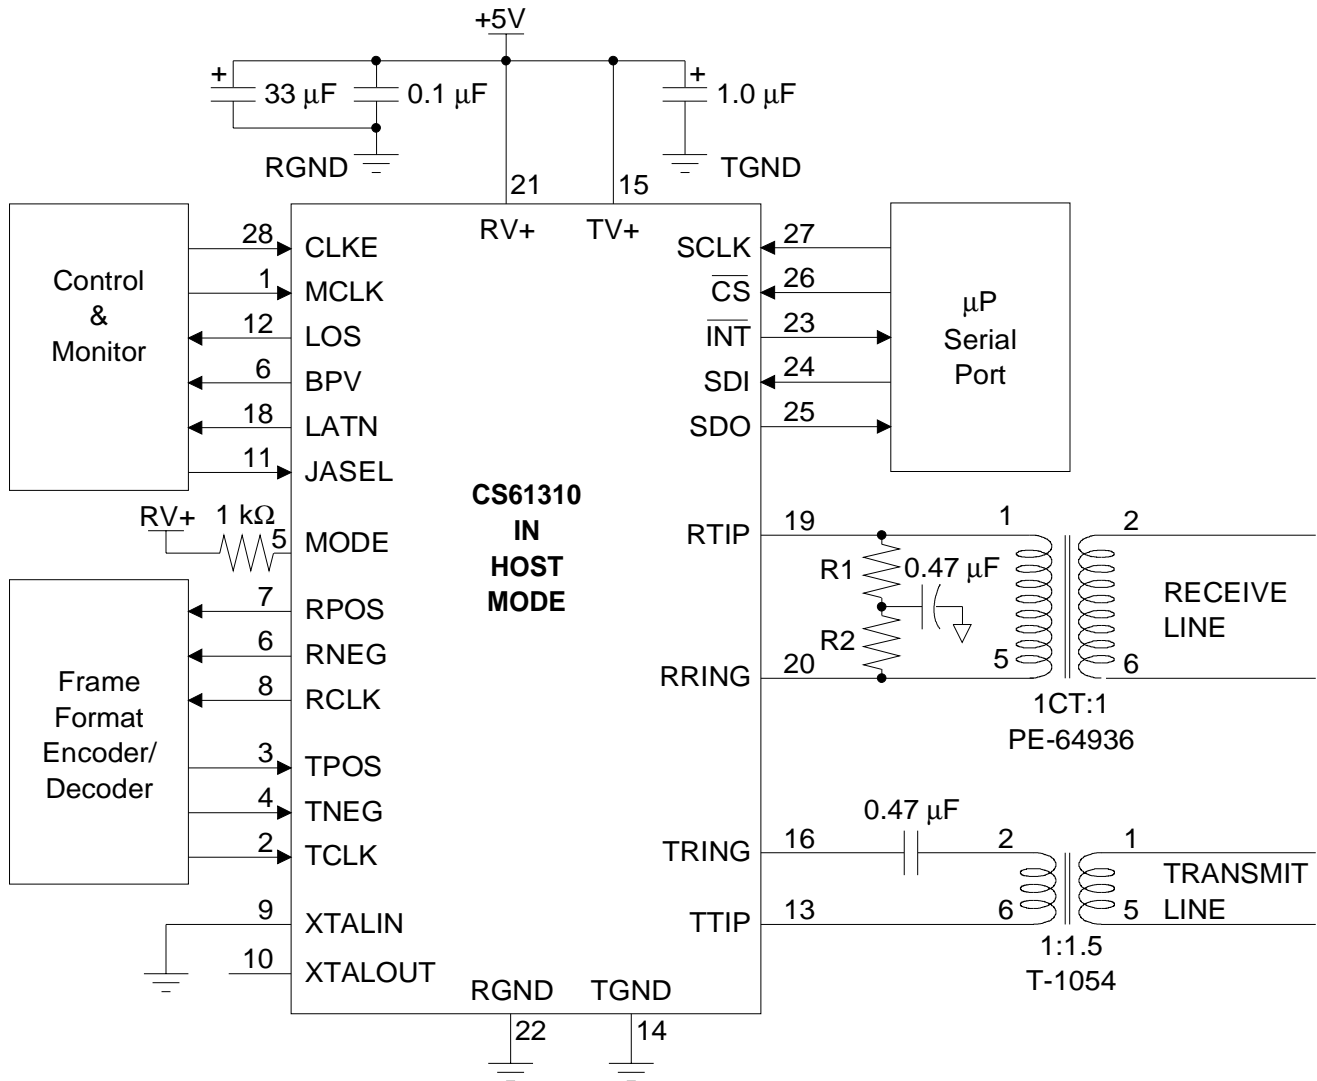 +5V
+ 33 µF
0.1 µF
+ 1.0 µF
RGND
TGND
21
15
RV+
TV+
Control
&
Monitor
28 CLKE
1 MCLK
12 LOS
6 BPV
18 LATN
11 JASEL
RV+
1 kΩ
5 MODE
Frame
Format
Encoder/
Decoder
7 RPOS
6 RNEG
8 RCLK
3 TPOS
4 TNEG
2 TCLK
9 XTALIN
10 XTALOUT
CS61310
IN
HOST
MODE
RGND
TGND
22
14
SCLK 27
CS 26
INT 23
SDI 24
SDO 25
µP
Serial
Port
RTIP 19
R1
0.47 µF
R2
RRING 20
1
2
5
6
RECEIVE
LINE
1CT:1
PE-64936
0.47 µF
TRING 16
TTIP 13
2
1
6
5
TRANSMIT
LINE
1:1.5
T-1054